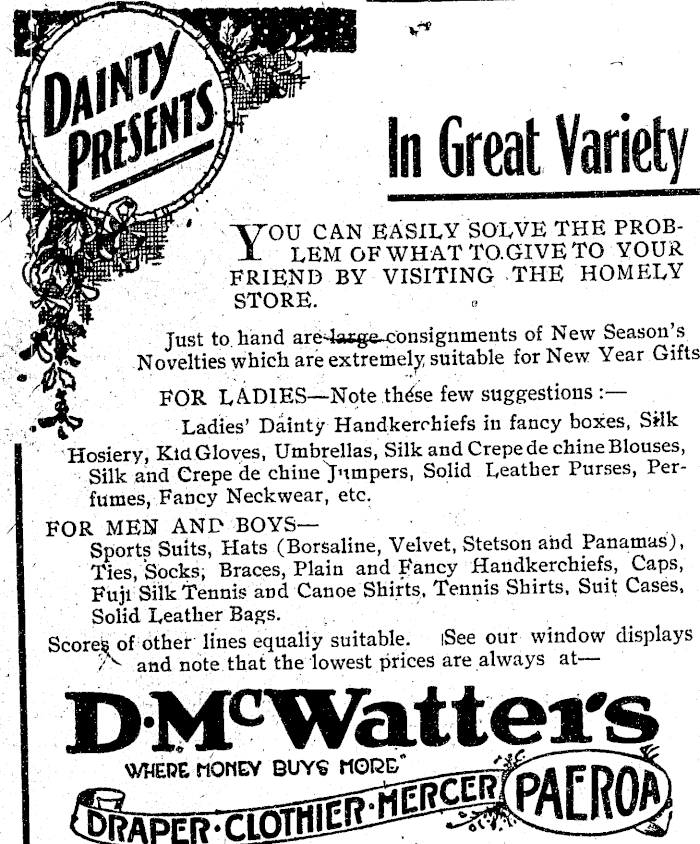 DAINTY
PRESENTS
In Great Variety
YOU CAN EASILY SOLVE THE PROB-
LEM OF WHAT TO GIVE TO YOUR
FRIEND BY VISITING THE HOMELY
STORE.
Just to hand are large consignments of New Season's
Novelties which are extremely suitable for New Year Gifts
FOR LADIES—Note these few suggestions :—
Ladies' Dainty Handkerchiefs in fancy boxes, Silk
Hosiery, Kid Gloves, Umbrellas, Silk and Crepe de chine Blouses,
Silk and Crepe de chine Jumpers, Solid Leather Purses, Per-
fumes, Fancy Neckwear, etc.
FOR MEN AND BOYS—
Sports Suits, Hats (Borsaline, Velvet, Stetson and Panamas),
Ties, Socks, Braces, Plain and Fancy Handkerchiefs, Caps,
Fuji Silk Tennis and Canoe Shirts, Tennis Shirts, Suit Cases,
Solid Leather Bags.
Scores of other lines equally suitable. See our window displays
and note that the lowest prices are always at—
D. McWatters
"WHERE MONEY BUYS MORE"
DRAPER · CLOTHIER · MERCER PAEROA